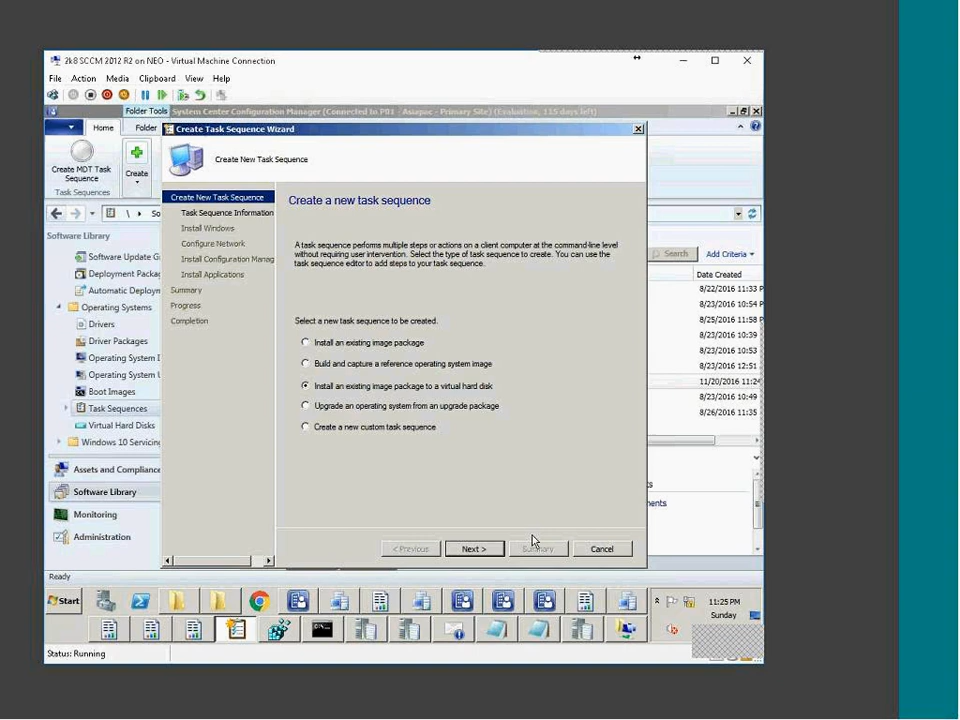 2k8 SCCM 2012 R2 on NEO - Virtual Machine Connection
File Action Media Clipboard View Help
Folder Tools System Center Configuration Manager (Connected to P01 - Assepoc - Primary Site) (Evaluation, 115 days left)
Home Folder
Create Task Sequence Wizard
Create New Task Sequence
Create MDT Task
Sequence
Create
Task Sequences
\ So
Software Library
Software Update G
Deployment Packa
Automatic Deploym
Operating Systems
Drivers
Driver Packages
Operating System I
Operating System U
Boot Images
Task Sequences
Virtual Hard Disks
Windows 10 Servicing
Assets and Compliance
Software Library
Monitoring
Administration
Create New Task Sequence
Task Sequence Information
Install Windows
Configure Network
Install Configuration Manag
Install Applications
Summary
Progress
Completion
Create a new task sequence
A task sequence performs multiple steps or actions on a client computer at the command-line level
without requiring user intervention. Select the type of task sequence to create. You can use the
task sequence editor to add steps to your task sequence.
Select a new task sequence to be created.
Install an existing image package
Build and capture a reference operating system image
Install an existing image package to a virtual hard disk
Upgrade an operating system from an upgrade package
Create a new custom task sequence
< Previous Next > Summary Cancel
Search Add Criteria
Date Created
8/22/2016 11:33 P
8/23/2016 10:54 P
8/25/2016 11:58 P
8/23/2016 10:39
8/23/2016 10:53
8/23/2016 12:51
11/20/2016 11:24
8/23/2016 10:49
8/26/2016 11:35
ts
ments
Ready
Start
11:25 PM
Sunday
Status: Running